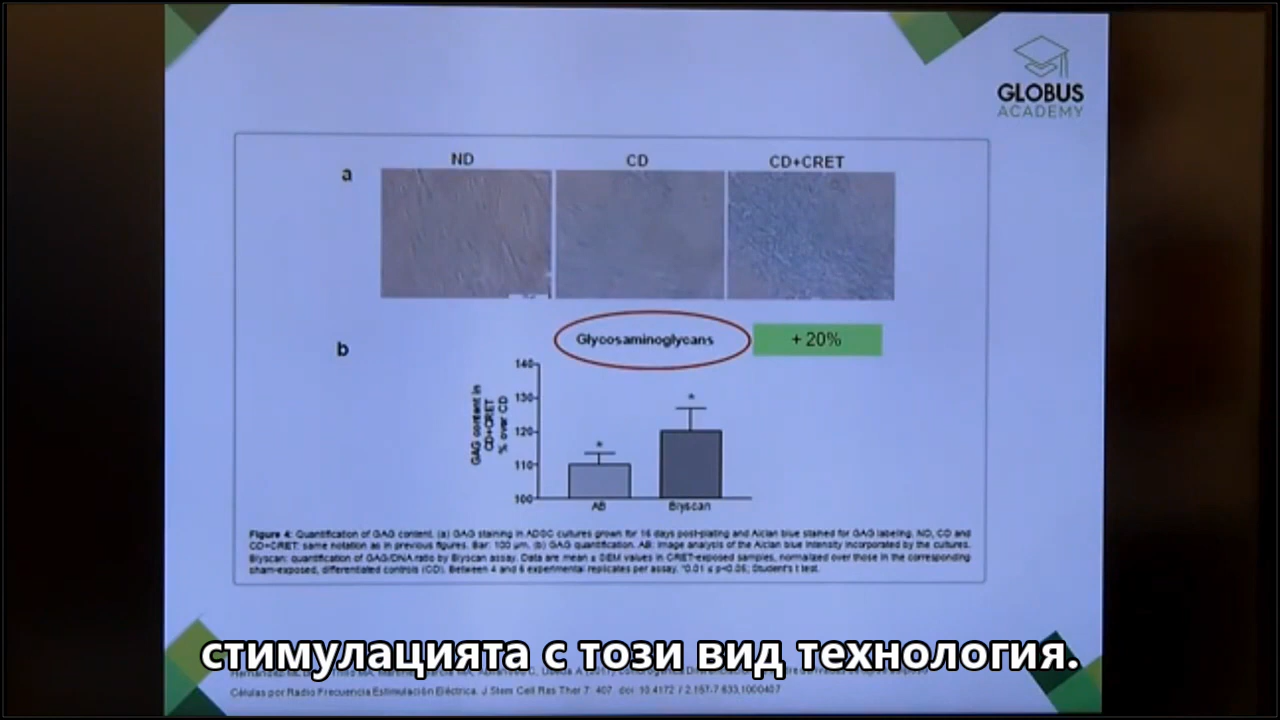 GLOBUS
ACADEMY
ND CD CD+CRET
a
Glycosaminoglycans + 20%
b
GAG content in
CD+CRET
% over CD
140
130
120
110
100
* *
AB Blyscan
Figure 4: Quantification of GAG content. (a) GAG staining in ADSC cultures grown for 16 days post-plating and Alcian blue stained for GAG labeling. ND, CD and
CD+CRET: same notation as in previous figures. Bar: 100 µm. (b) GAG quantification. AB: Image analysis of the Alcian blue intensity incorporated by the cultures.
Blyscan: quantification of GAG/DNA ratio by Blyscan assay. Data are mean ± SEM values in CRET-exposed samples, normalized over those in the corresponding
sham-exposed, differentiated controls (CD). Between 4 and 6 experimental replicates per assay. *0.01 ≤ p<0.05; Student's t test.
стимулацията с този вид технология.
Células por Radio Frecuencia Estimulación Eléctrica. J Stem Cell Res Ther 7: 407. doi: 10.4172 / 2.157-7.633,1000407